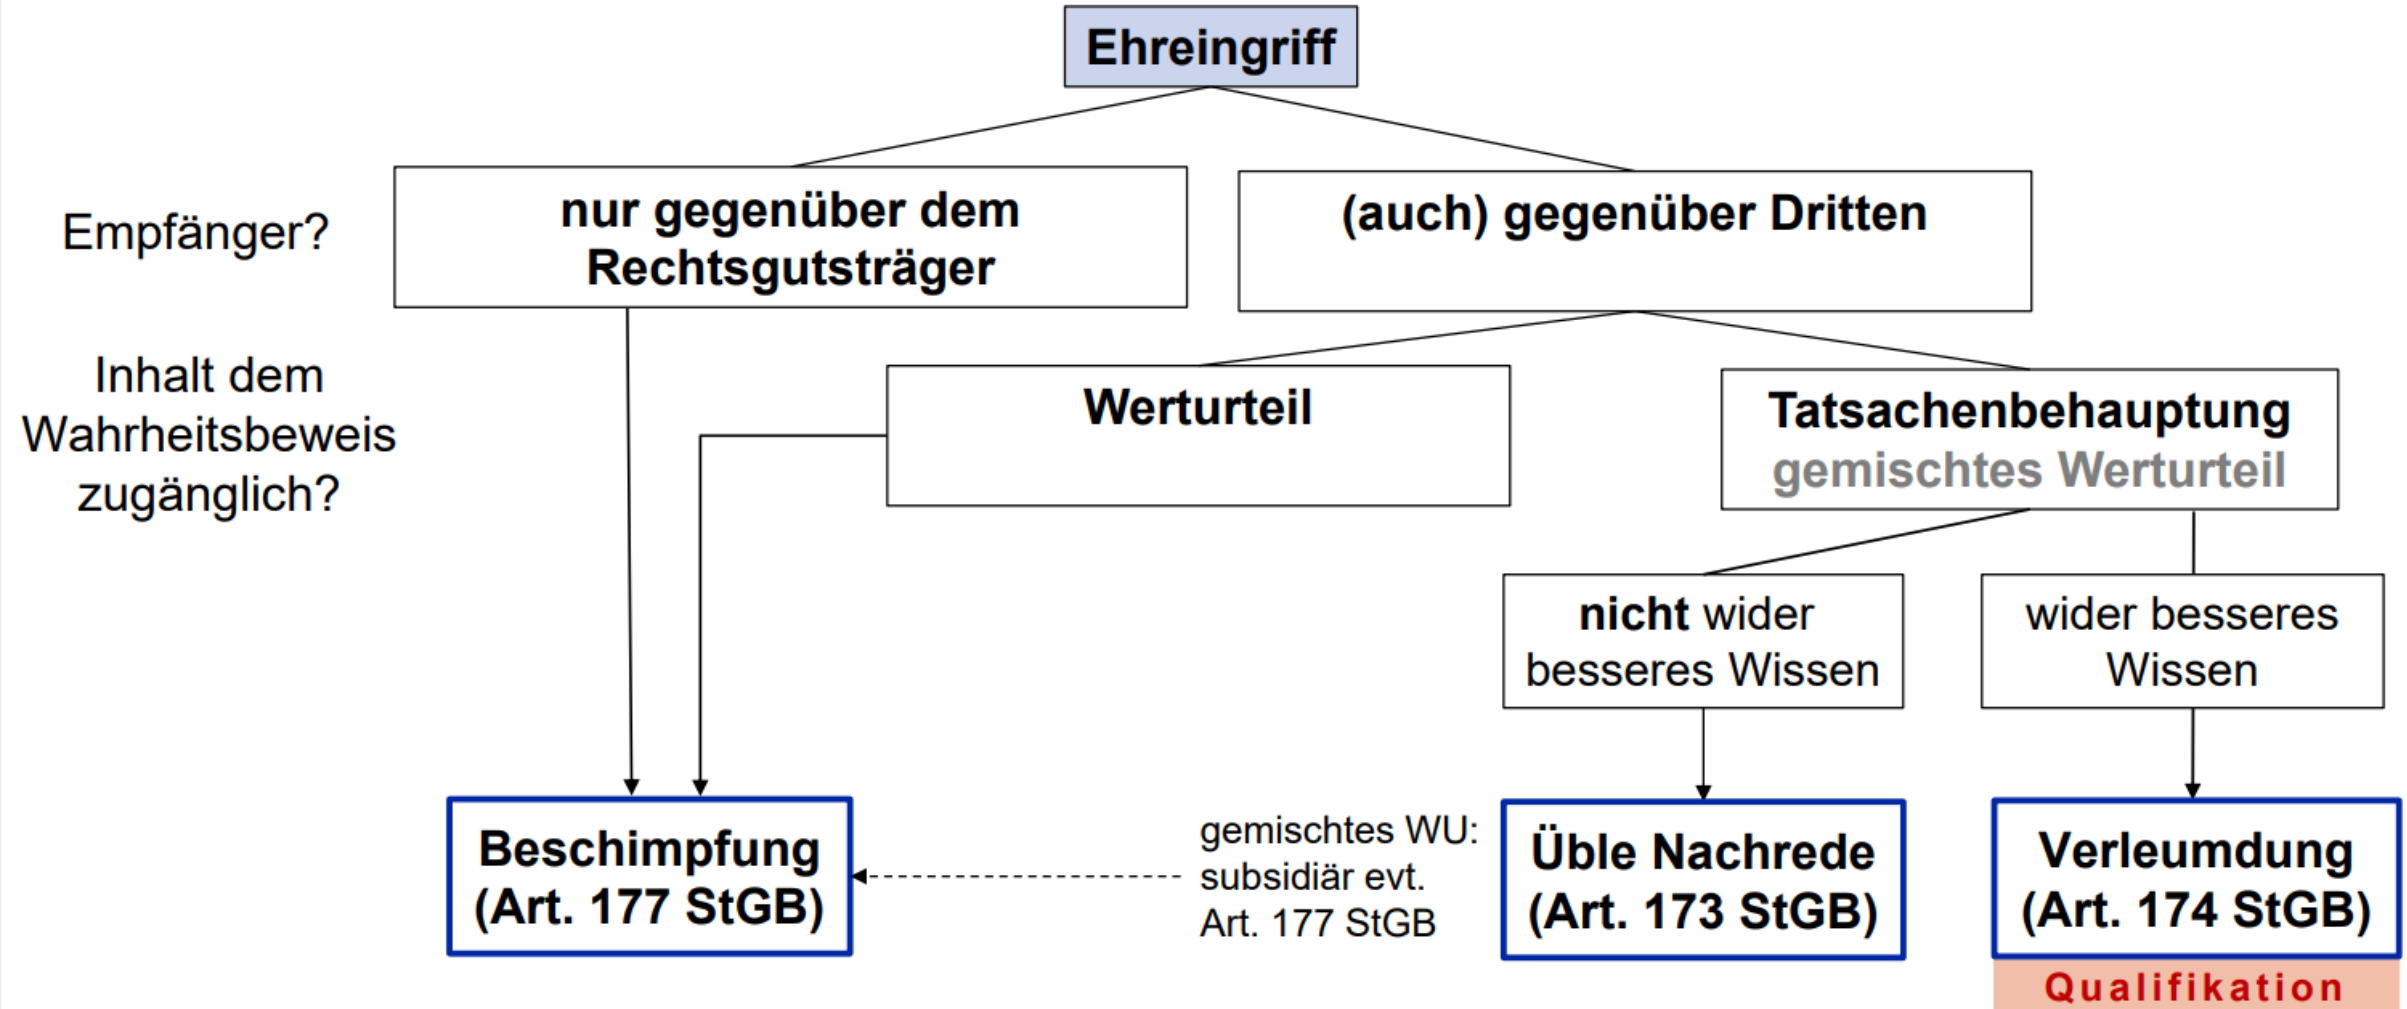 Ehreingriff
Empfänger?
nur gegenüber dem
Rechtsgutsträger
(auch) gegenüber Dritten
Inhalt dem
Wahrheitsbeweis
zugänglich?
Werturteil
Tatsachenbehauptung
gemischtes Werturteil
nicht wider
besseres Wissen
wider besseres
Wissen
Beschimpfung
(Art. 177 StGB)
gemischtes WU:
subsidiär evt.
Art. 177 StGB
Üble Nachrede
(Art. 173 StGB)
Verleumdung
(Art. 174 StGB)
Qualifikation